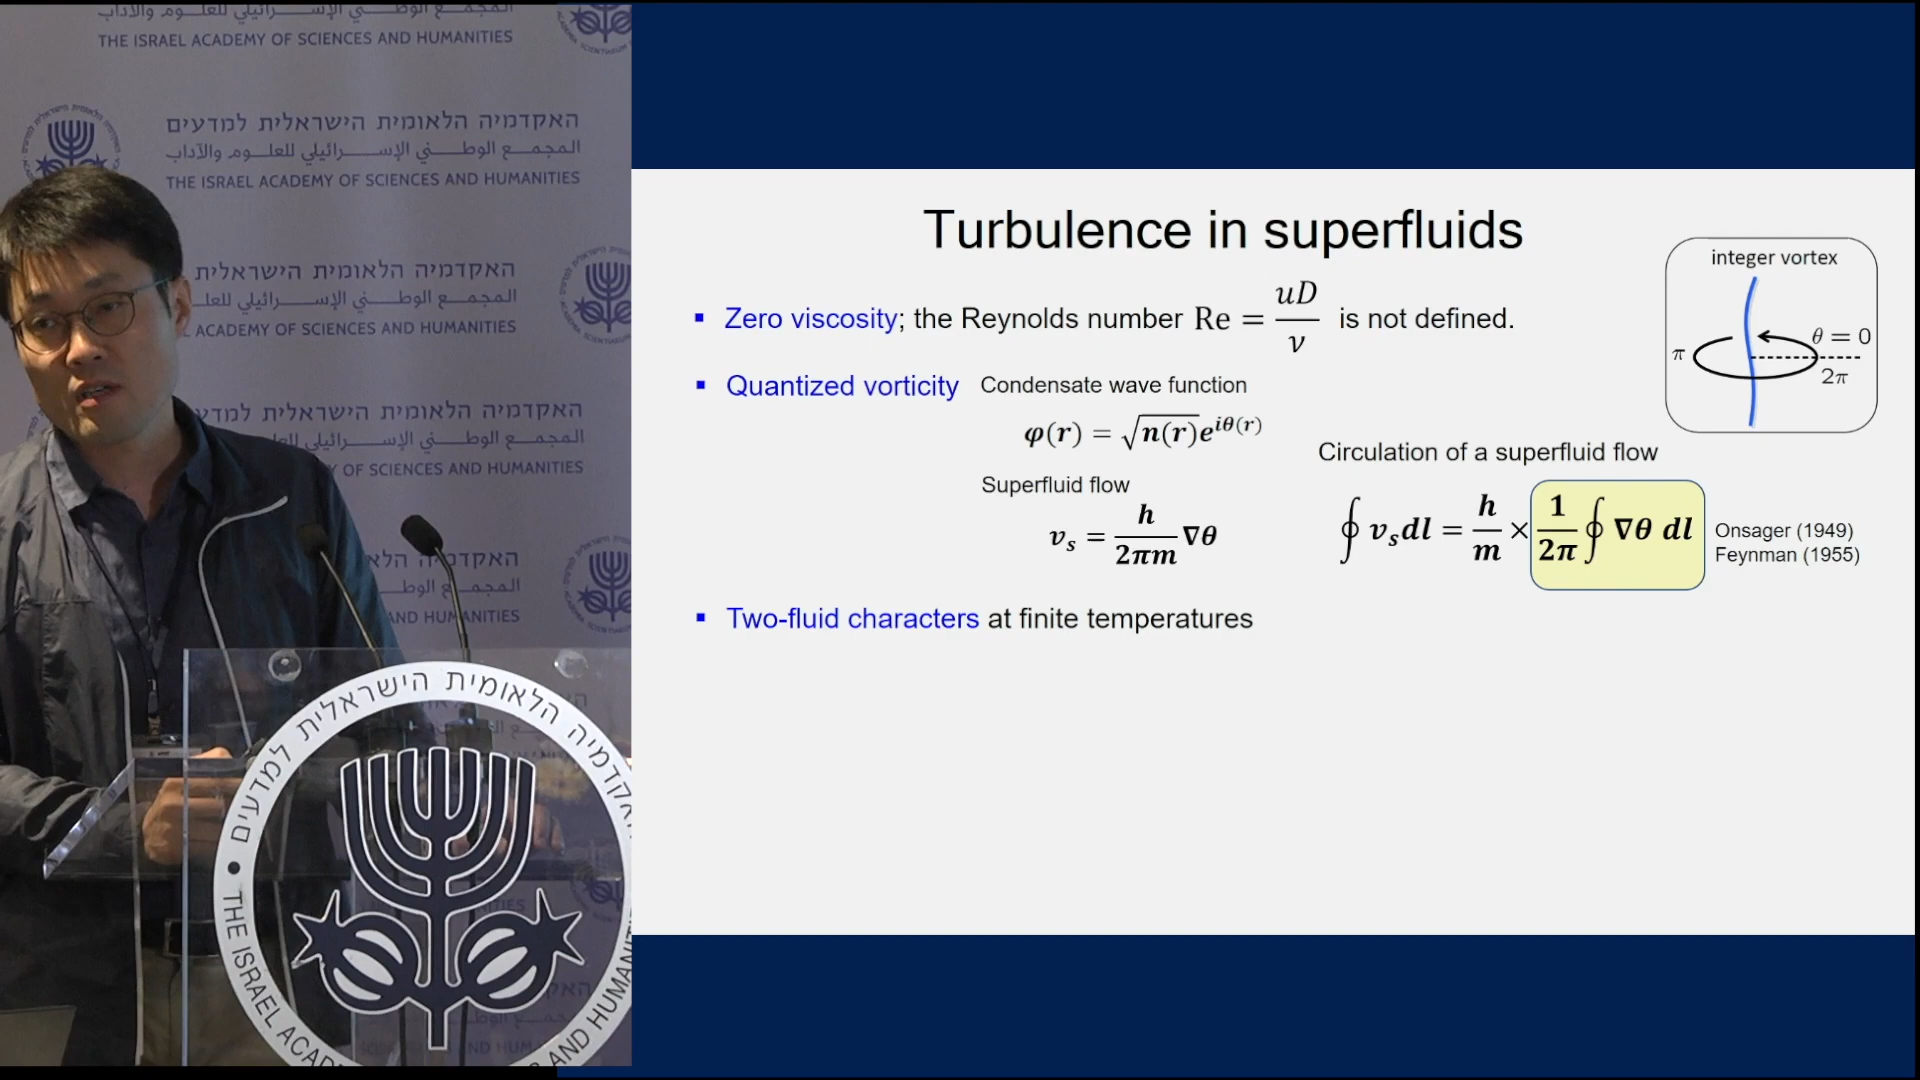 THE ISRAEL ACADEMY OF SCIENCES AND HUMANITIES
האקדמיה הלאומית הישראלית למדעים
المجمع الوطني الإسرائيلي للعلوم والآداب
THE ISRAEL ACADEMY OF SCIENCES AND HUMANITIES
האקדמיה הלאומית הישראלית
ACADEMY OF SCIENCES AND HUMANITIES
האקדמיה הלאומית הישראלית למדע
OF SCIENCES AND HUMANITIES
AND HUMANITIES
האקדמיה הלאומית הישראלית למדעים
THE ISRAEL
AND HUMANIT
Turbulence in superfluids
▪ Zero viscosity; the Reynolds number Re = uD/ν is not defined.
▪ Quantized vorticity Condensate wave function
φ(r) = √n(r)e^{iθ(r)}
Superfluid flow
v_s = h/2πm ∇θ
integer vortex
π
θ = 0
2π
Circulation of a superfluid flow
∮ v_s dl = h/m × 1/2π ∮ ∇θ dl
Onsager (1949)
Feynman (1955)
▪ Two-fluid characters at finite temperatures